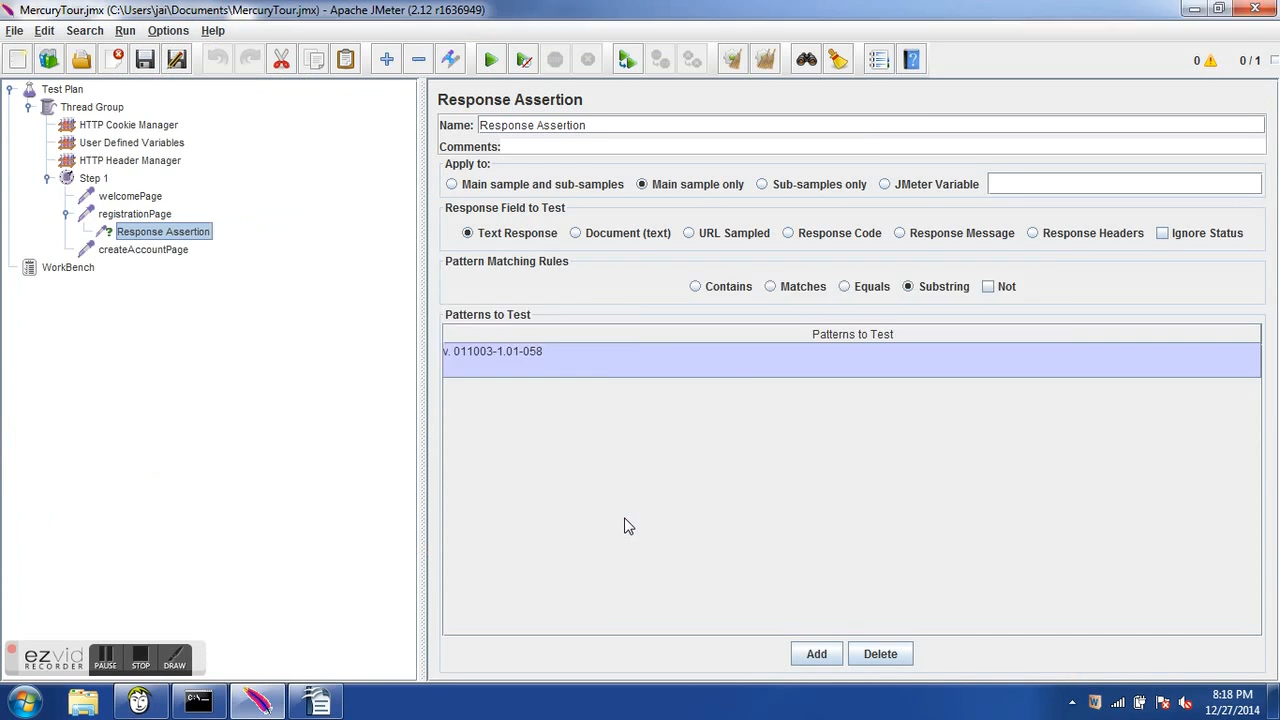 MercuryTour.jmx (C:\Users\jai\Documents\MercuryTour.jmx) - Apache JMeter (2.12 r1636949)
File Edit Search Run Options Help
0 0 / 1
Test Plan
Thread Group
HTTP Cookie Manager
User Defined Variables
HTTP Header Manager
Step 1
welcomePage
registrationPage
Response Assertion
createAccountPage
WorkBench
Response Assertion
Name: Response Assertion
Comments:
Apply to:
Main sample and sub-samples Main sample only Sub-samples only JMeter Variable
Response Field to Test
Text Response Document (text) URL Sampled Response Code Response Message Response Headers Ignore Status
Pattern Matching Rules
Contains Matches Equals Substring Not
Patterns to Test
Patterns to Test
v. 011003-1.01-058
Add Delete
ezvid
RECORDER
PAUSE STOP DRAW
8:18 PM
12/27/2014